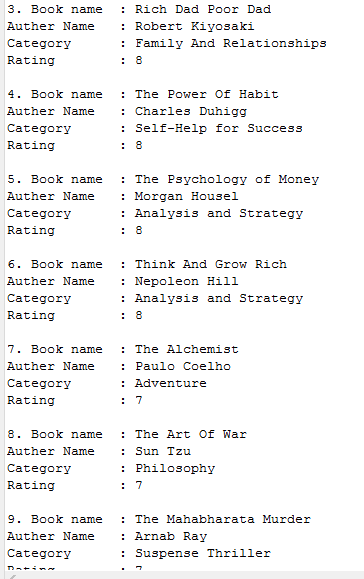 3. Book name  : Rich Dad Poor Dad
Auther Name   : Robert Kiyosaki
Category      : Family And Relationships
Rating        : 8
4. Book name  : The Power Of Habit
Auther Name   : Charles Duhigg
Category      : Self-Help for Success
Rating        : 8
5. Book name  : The Psychology of Money
Auther Name   : Morgan Housel
Category      : Analysis and Strategy
Rating        : 8
6. Book name  : Think And Grow Rich
Auther Name   : Nepoleon Hill
Category      : Analysis and Strategy
Rating        : 8
7. Book name  : The Alchemist
Auther Name   : Paulo Coelho
Category      : Adventure
Rating        : 7
8. Book name  : The Art Of War
Auther Name   : Sun Tzu
Category      : Philosophy
Rating        : 7
9. Book name  : The Mahabharata Murder
Auther Name   : Arnab Ray
Category      : Suspense Thriller
Rating        : 7